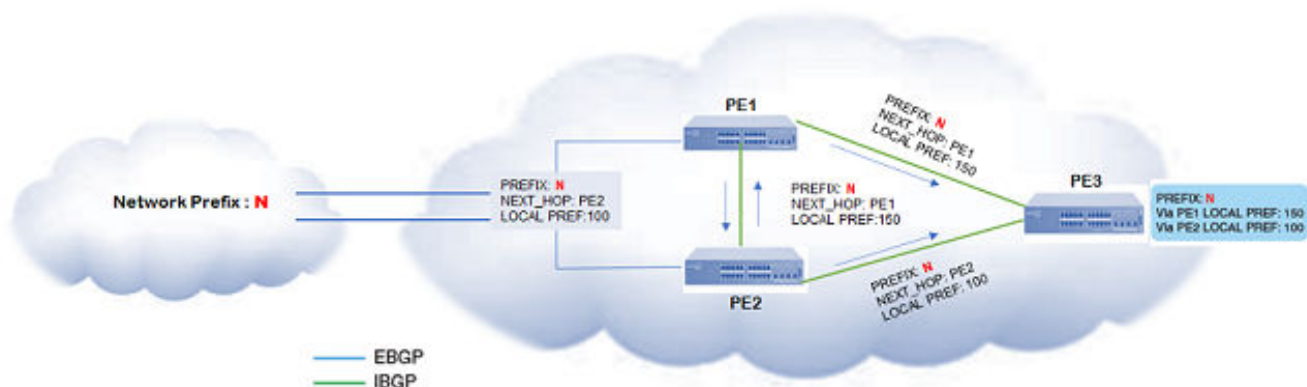 Network Prefix : N
PREFIX: N
NEXT_HOP: PE2
LOCAL PREF:100
PE1
PREFIX: N
NEXT_HOP: PE1
LOCAL PREF:150
PE2
PREFIX: N
NEXT_HOP: PE1
LOCAL PREF: 150
PREFIX: N
NEXT_HOP: PE2
LOCAL PREF: 100
PE3
PREFIX: N
Via PE1 LOCAL PREF: 150
Via PE2 LOCAL PREF: 100
EBGP
IBGP